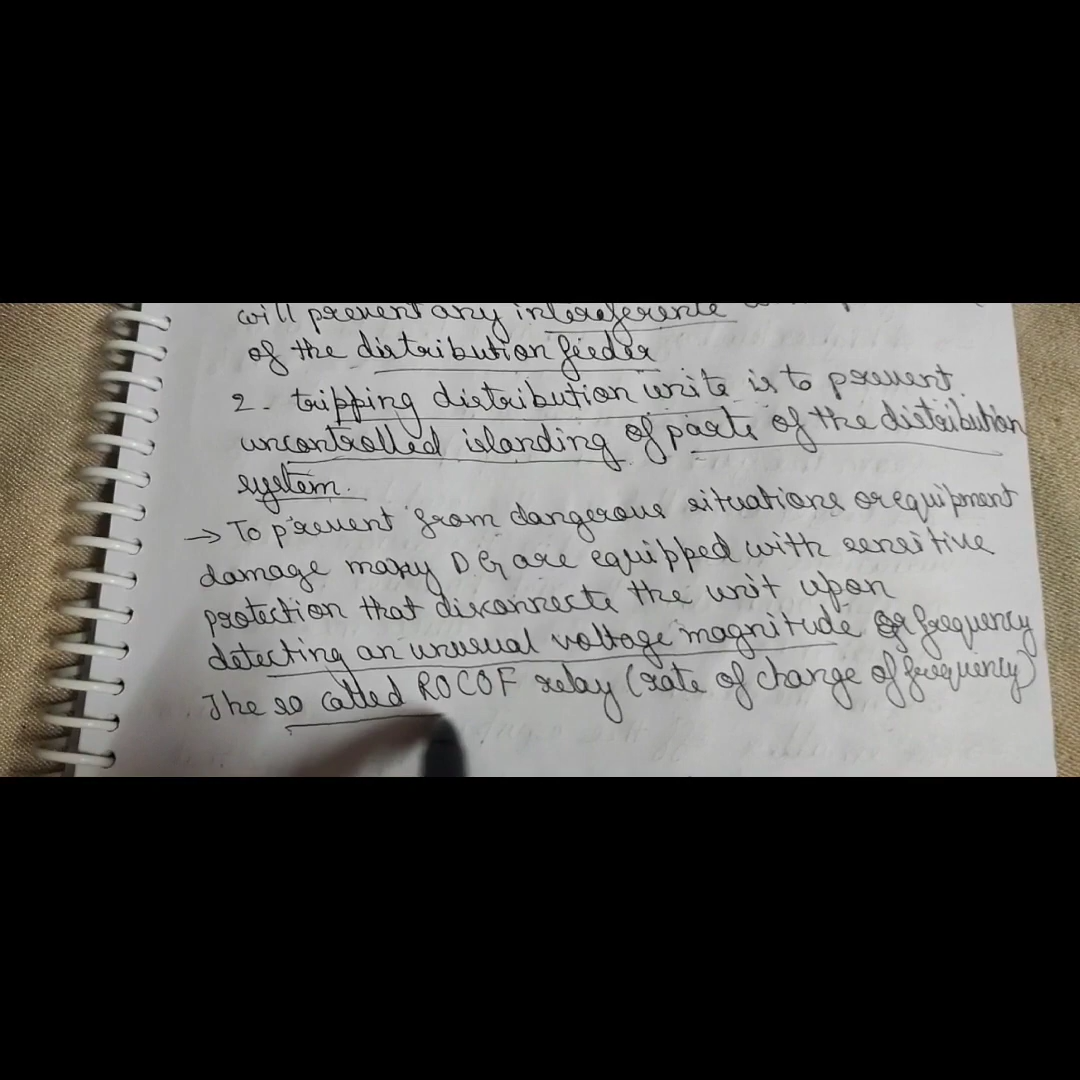 will prevent any intereference
of the distribution feeder
2. tripping distribution units is to prevent
uncontrolled islanding of parts of the distribution
system.
→ To prevent from dangerous situations or equipment
damage many DG are equipped with sensitive
protection that disconnects the unit upon
detecting an unusual voltage magnitude or frequency
The so called ROCOF relay (rate of change of frequency)